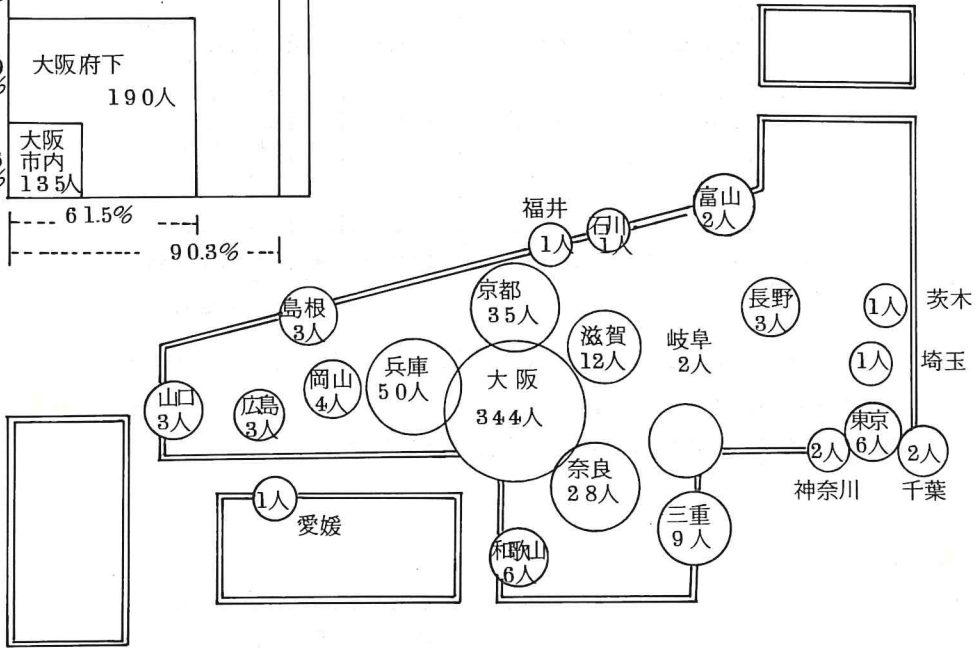 大阪府下
190人
大阪
市内
135人
%
%
61.5%
90.3%
富山
2人
福井
1人
石川
1人
島根
3人
京都
35人
長野
3人
1人
茨木
滋賀
12人
岐阜
2人
1人
埼玉
兵庫
50人
大阪
344人
岡山
4人
山口
3人
広島
3人
東京
6人
2人
神奈川
2人
千葉
奈良
28人
三重
9人
1人
愛媛
和歌山
6人